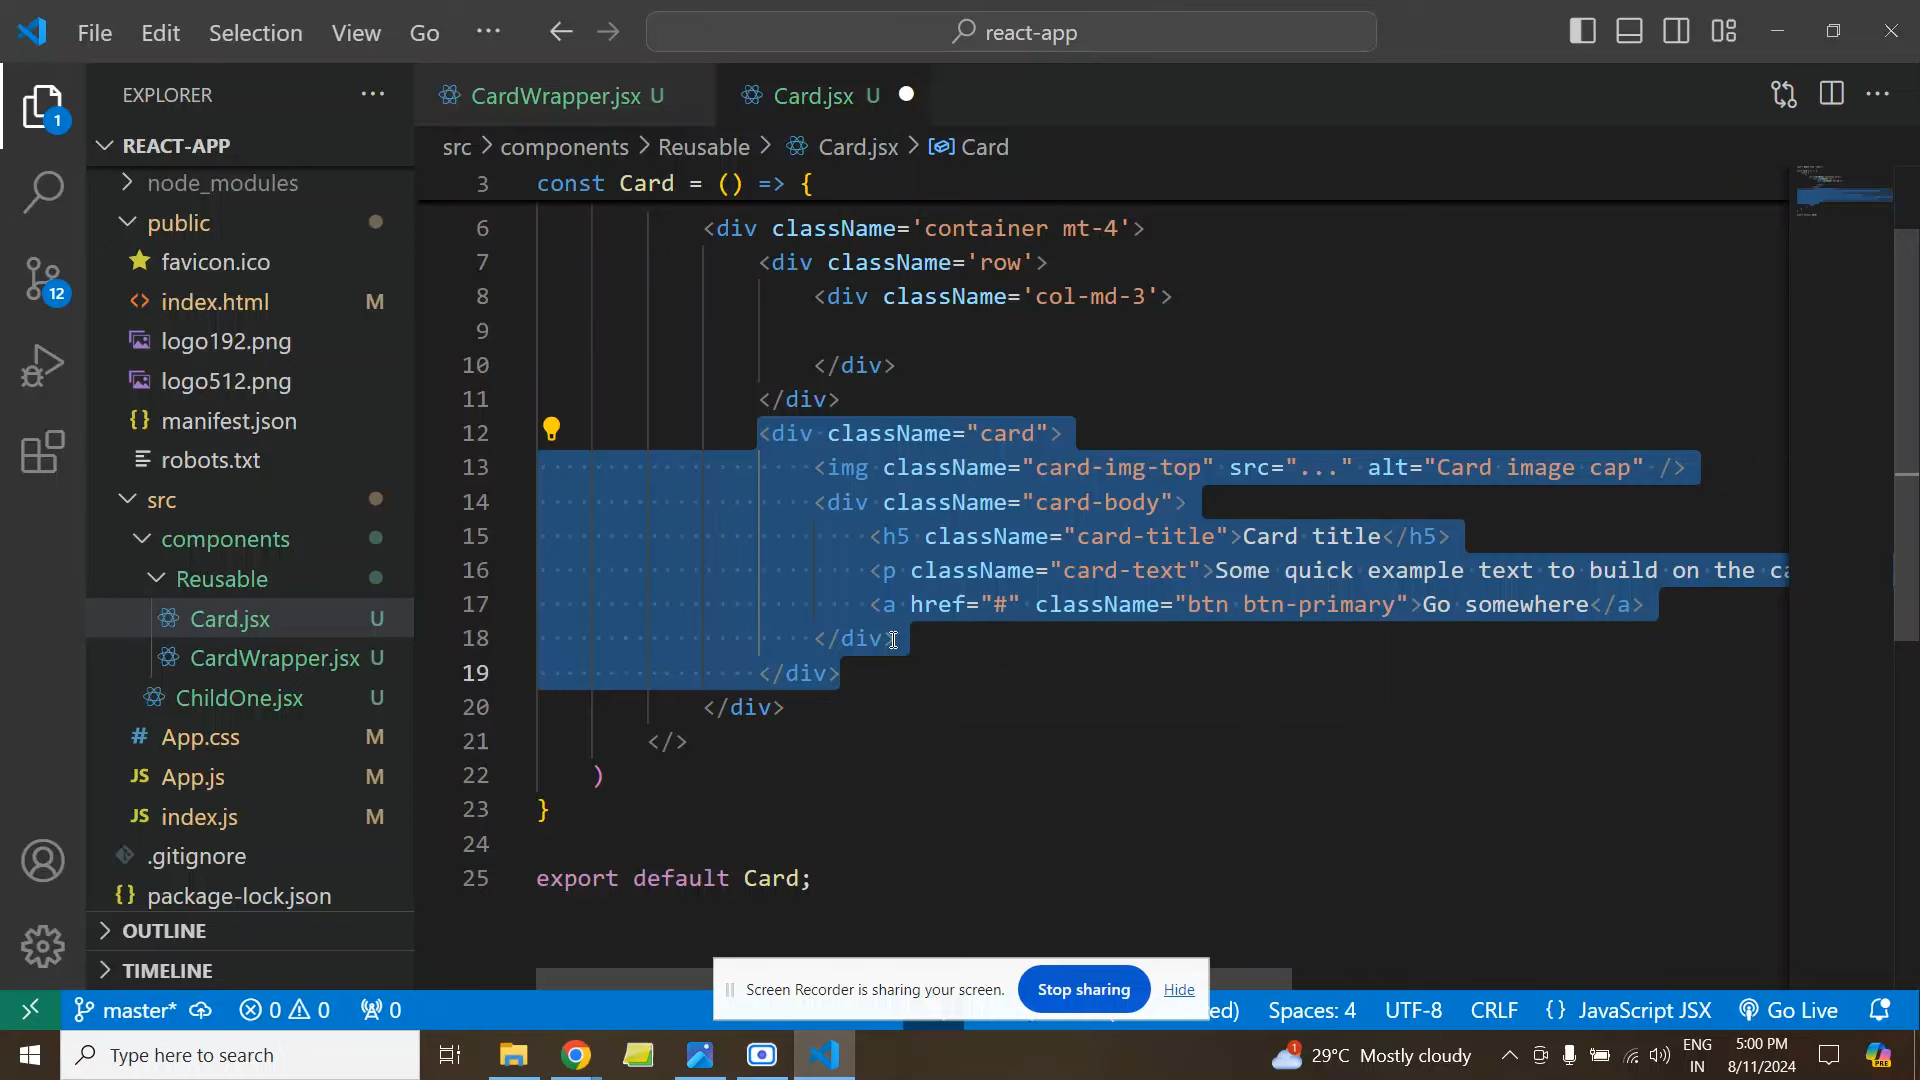 File Edit Selection View Go ··· react-app
EXPLORER ···
REACT-APP
node_modules
public
favicon.ico
index.html M
logo192.png
logo512.png
manifest.json
robots.txt
src
components
Reusable
Card.jsx U
CardWrapper.jsx U
ChildOne.jsx U
App.css M
App.js M
index.js M
.gitignore
package-lock.json
OUTLINE
TIMELINE
1
12
CardWrapper.jsx U Card.jsx U
src > components > Reusable > Card.jsx > Card
3 const Card = () => {
6 <div className='container mt-4'>
7 <div className='row'>
8 <div className='col-md-3'>
9
10 </div>
11 </div>
12 <div className="card">
13 <img className="card-img-top" src="..." alt="Card image cap" />
14 <div className="card-body">
15 <h5 className="card-title">Card title</h5>
16 <p className="card-text">Some quick example text to build on the ca
17 <a href="#" className="btn btn-primary">Go somewhere</a>
18 </div>
19 </div>
20 </div>
21 </>
22 )
23 }
24
25 export default Card;
Screen Recorder is sharing your screen. Stop sharing Hide
master* 0 0 0 ed) Spaces: 4 UTF-8 CRLF {} JavaScript JSX Go Live
Type here to search
1 29°C Mostly cloudy ENG IN 5:00 PM 8/11/2024 PRE